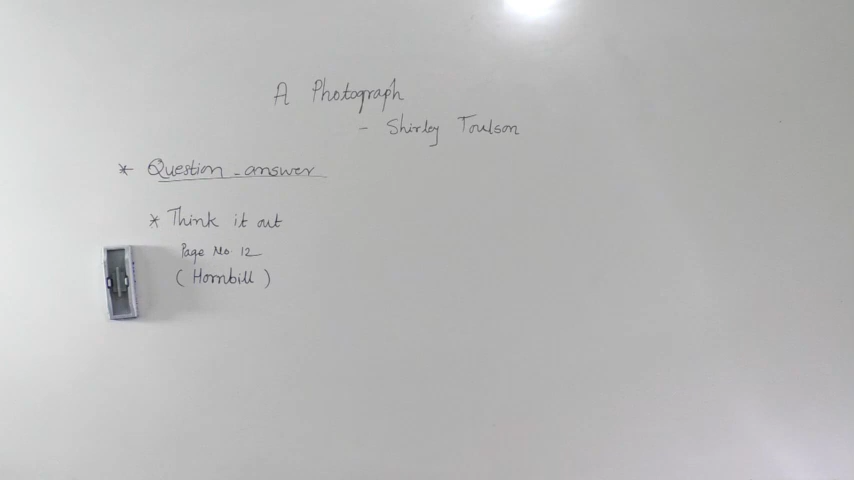 A Photograph
- Shirley Toulson
* Question-answer
* Think it out
Page No. 12
(Hornbill)